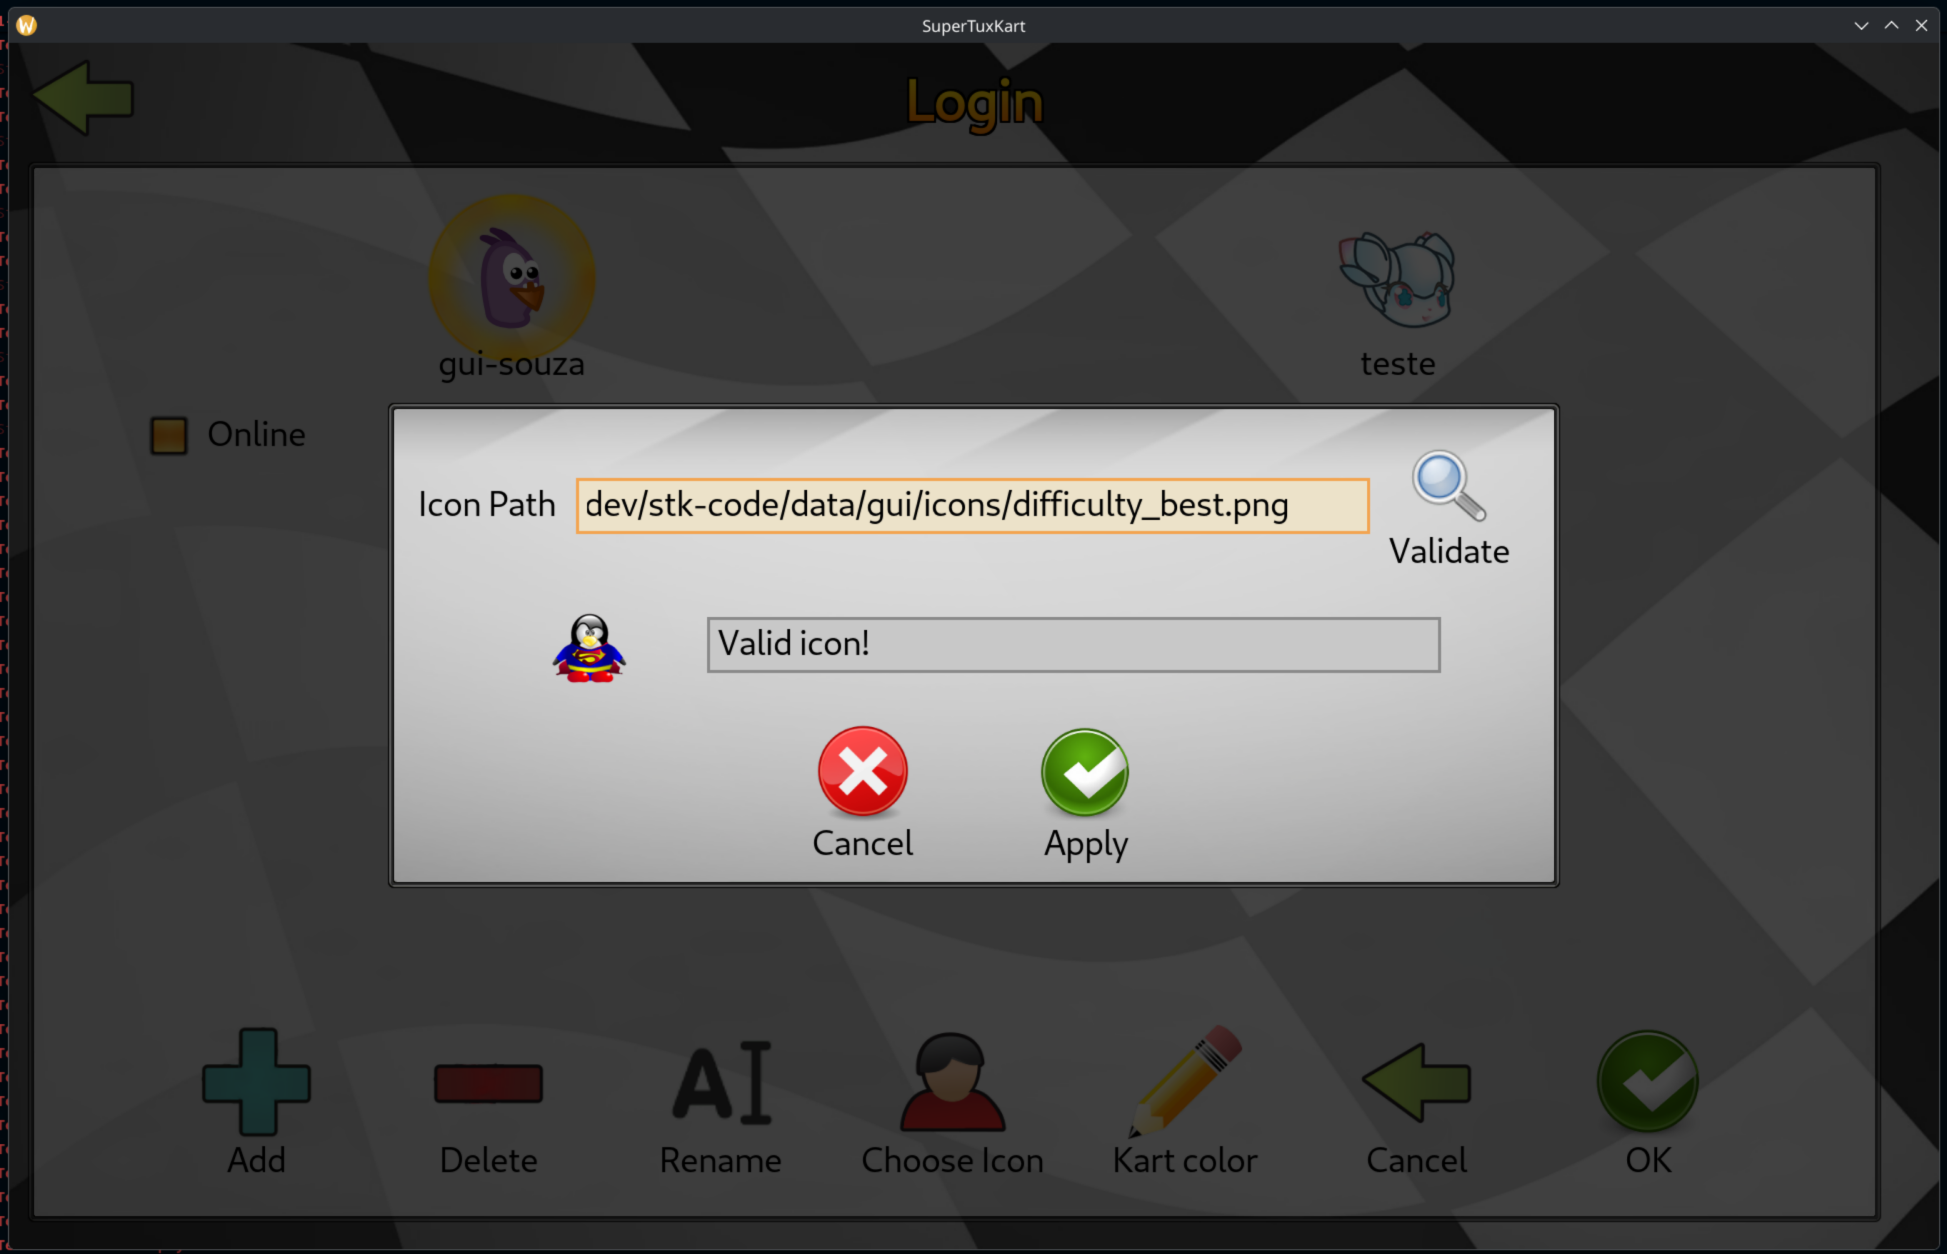 SuperTuxKart
Login
gui-souza
teste
Online
Icon Path
dev/stk-code/data/gui/icons/difficulty_best.png
Validate
Valid icon!
Cancel
Apply
Add
Delete
Rename
Choose Icon
Kart color
Cancel
OK